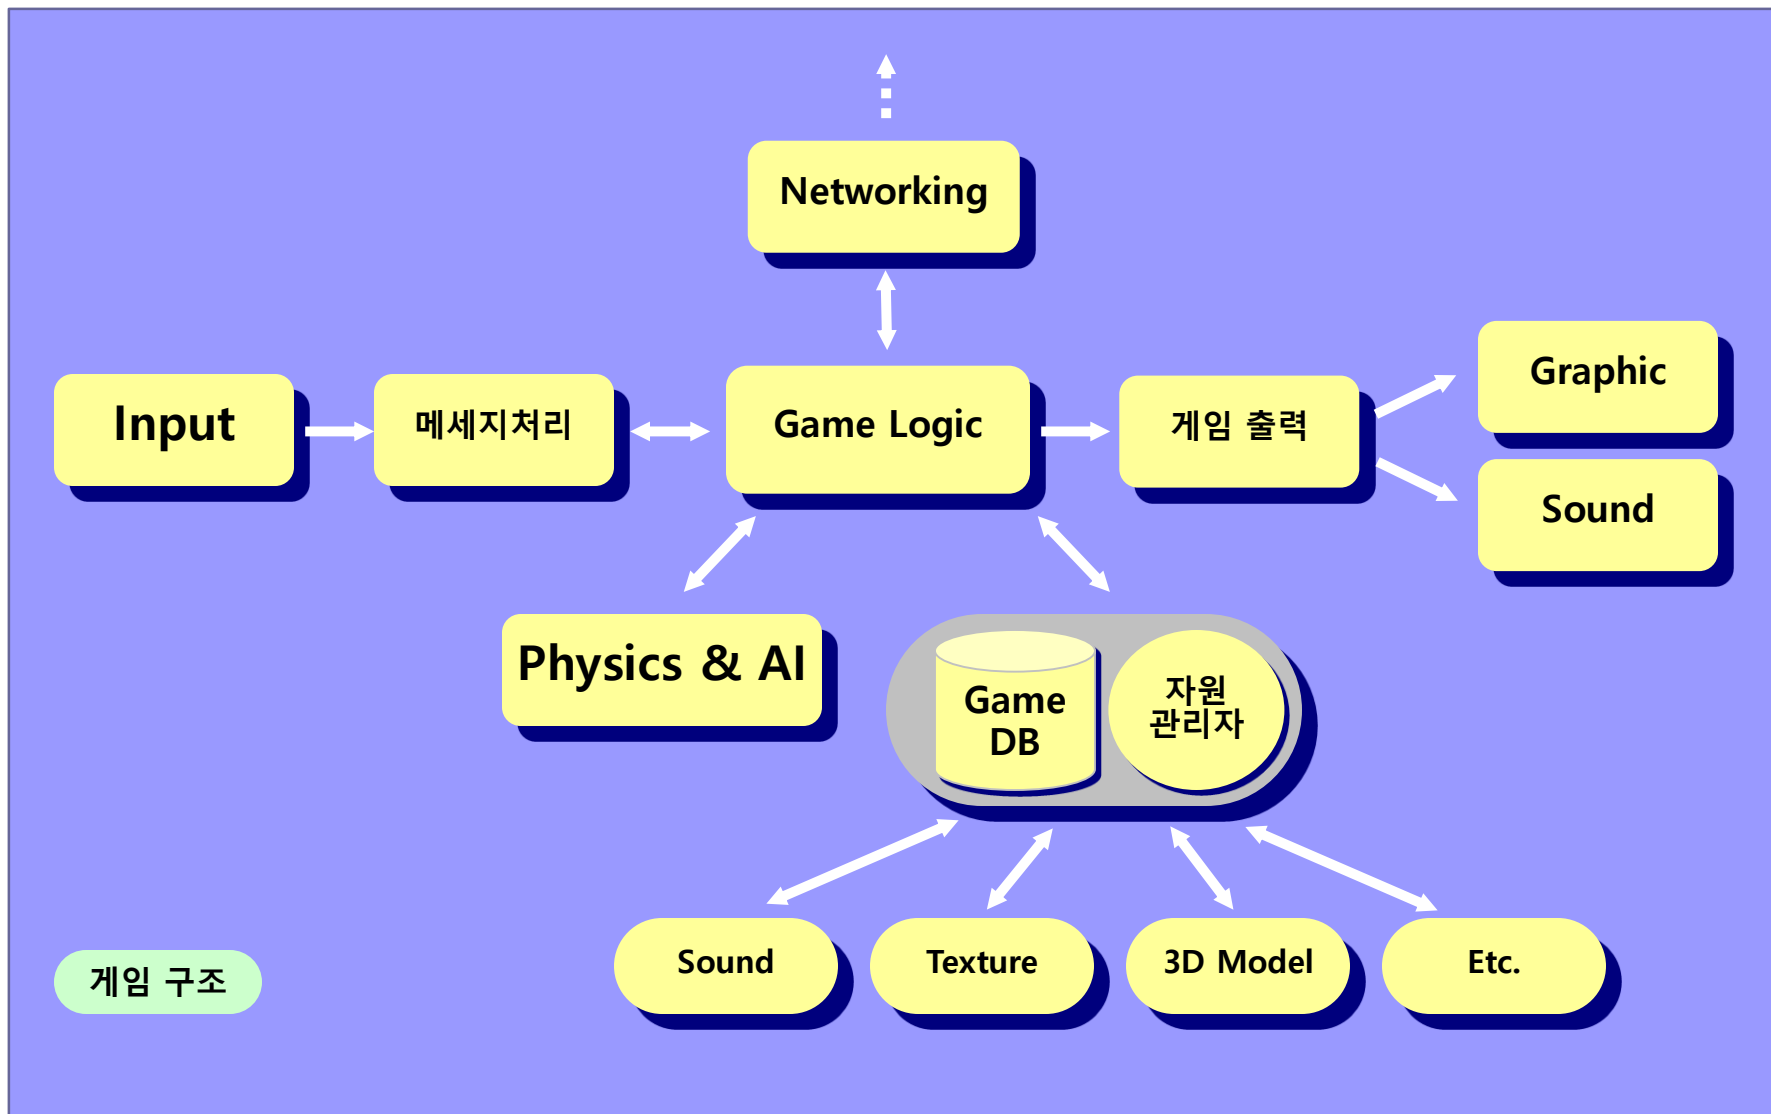 Networking
Input
메세지처리
Game Logic
게임 출력
Graphic
Sound
Physics & AI
Game
DB
자원
관리자
Sound
Texture
3D Model
Etc.
게임 구조